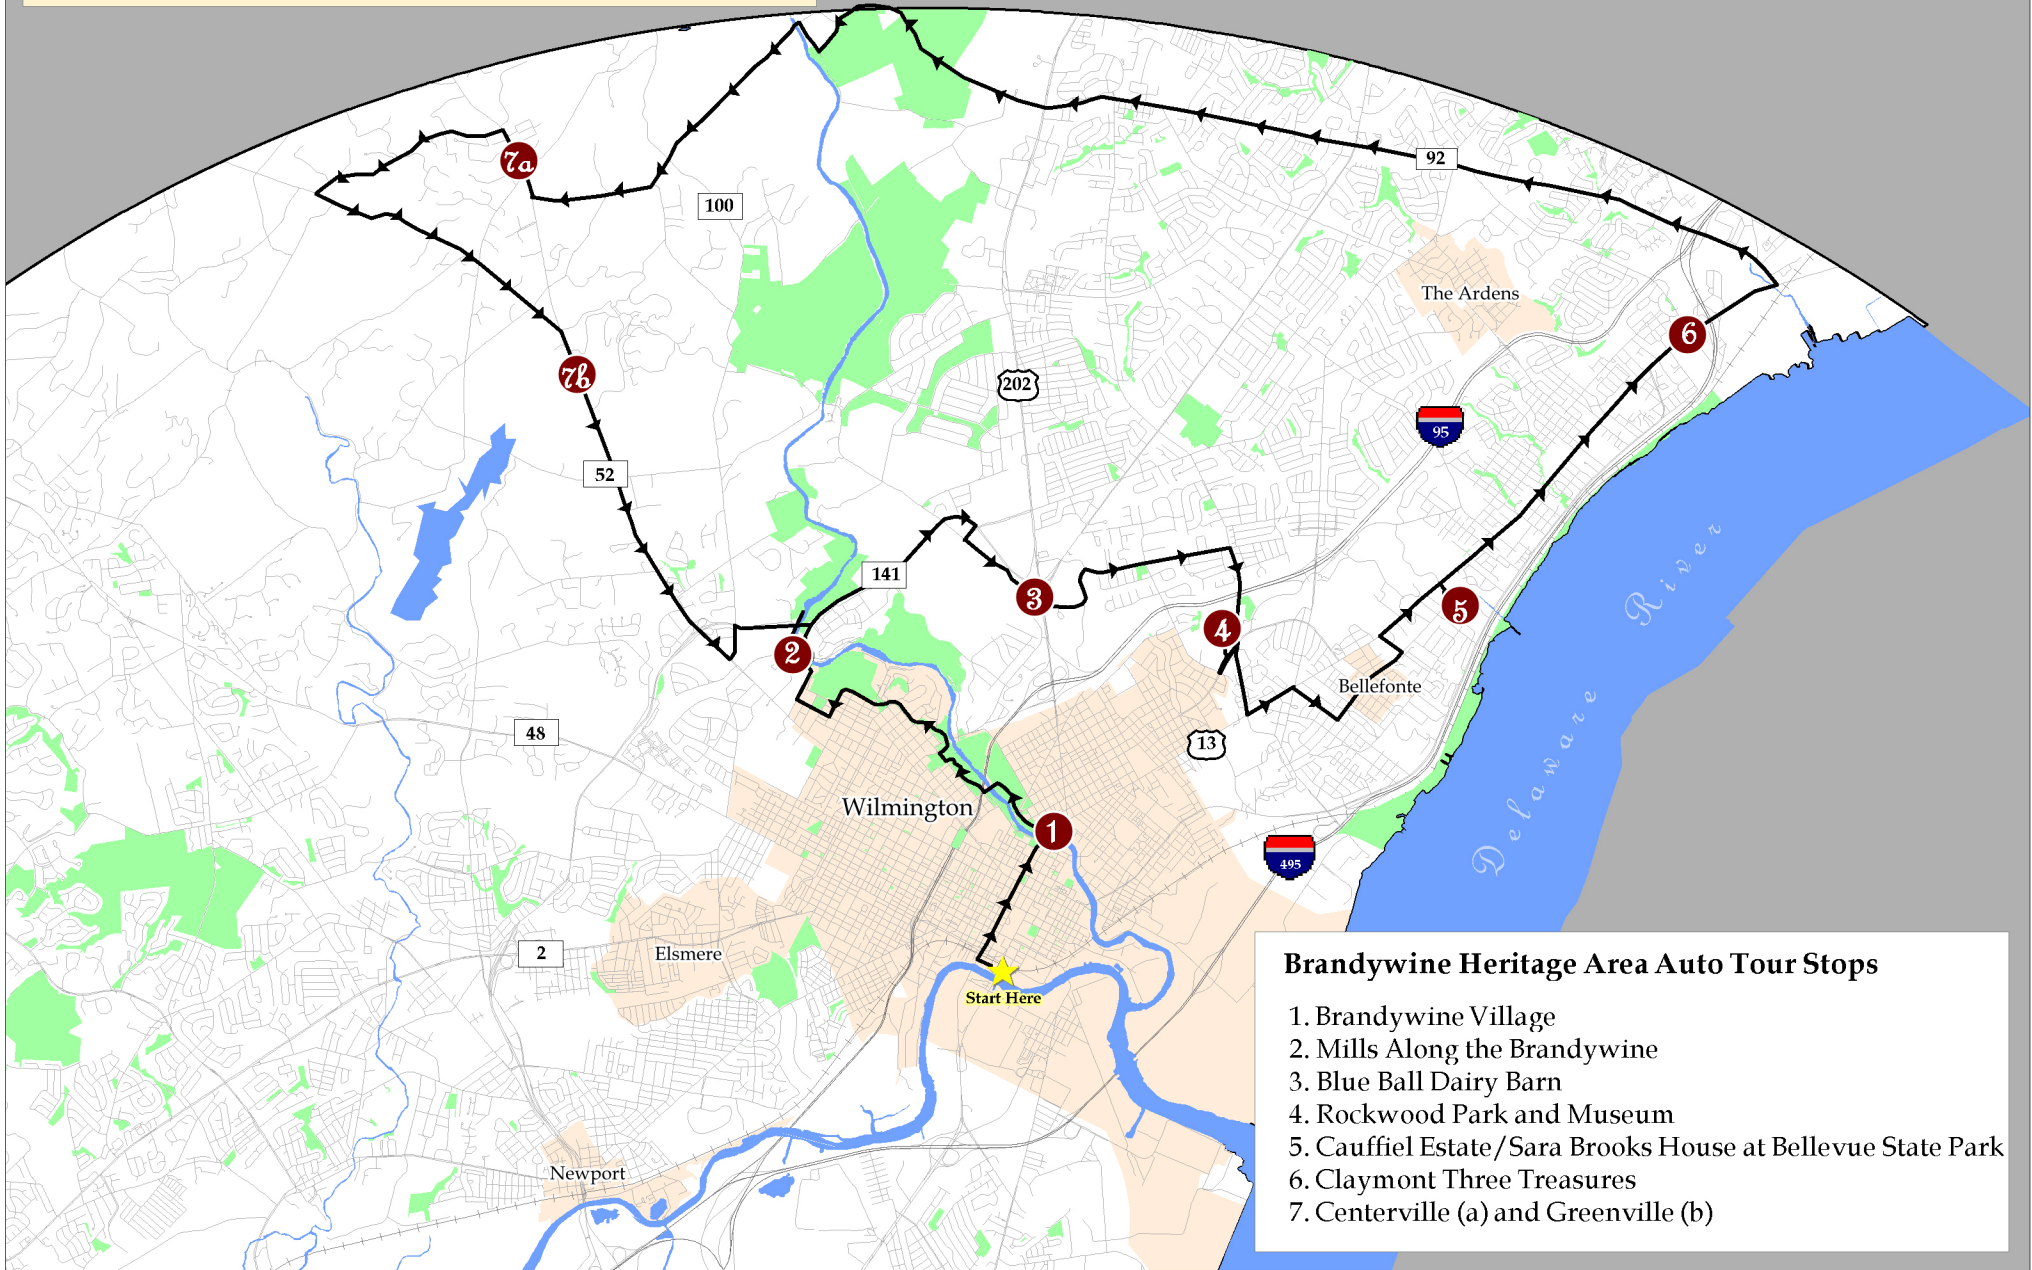 7a
92
100
The Ardens
6
7b
202
95
52
141
3
5
4
2
River
Bellefonte
48
13
Delaware
Wilmington
1
495
2
Elsmere
Start Here
Newport
Brandywine Heritage Area Auto Tour Stops
1. Brandywine Village
2. Mills Along the Brandywine
3. Blue Ball Dairy Barn
4. Rockwood Park and Museum
5. Cauffiel Estate/Sara Brooks House at Bellevue State Park
6. Claymont Three Treasures
7. Centerville (a) and Greenville (b)